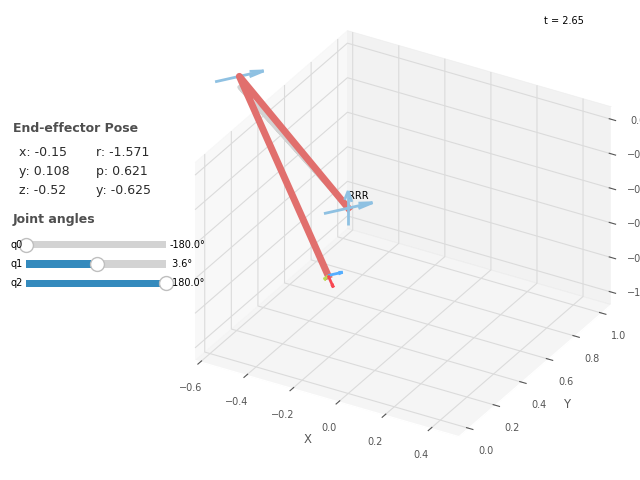 t = 2.65
End-effector Pose
x: -0.15 r: -1.571
y: 0.108 p: 0.621
z: -0.52 y: -0.625
Joint angles
q0 -180.0°
q1 3.6°
q2 180.0°
RRR
−0.6
−0.4
−0.2
0.0
0.2
0.4
X
0.0
0.2
0.4
0.6
0.8
1.0
Y